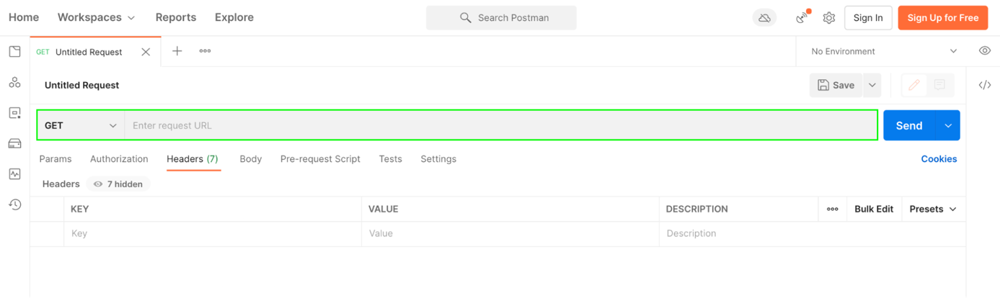 Home Workspaces Reports Explore Search Postman Sign In Sign Up for Free
GET Untitled Request No Environment
Untitled Request Save
GET Enter request URL Send
Params Authorization Headers (7) Body Pre-request Script Tests Settings Cookies
Headers 7 hidden
KEY VALUE DESCRIPTION Bulk Edit Presets
Key Value Description